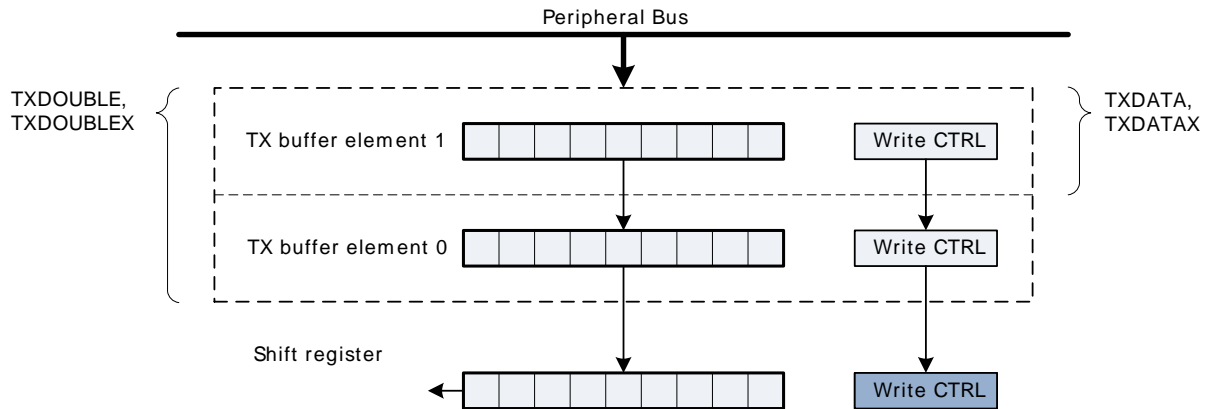 Peripheral Bus
TXDOUBLE,
TXDOUBLEX
TXDATA,
TXDATAX
TX buffer element 1
Write CTRL
TX buffer element 0
Write CTRL
Shift register
Write CTRL